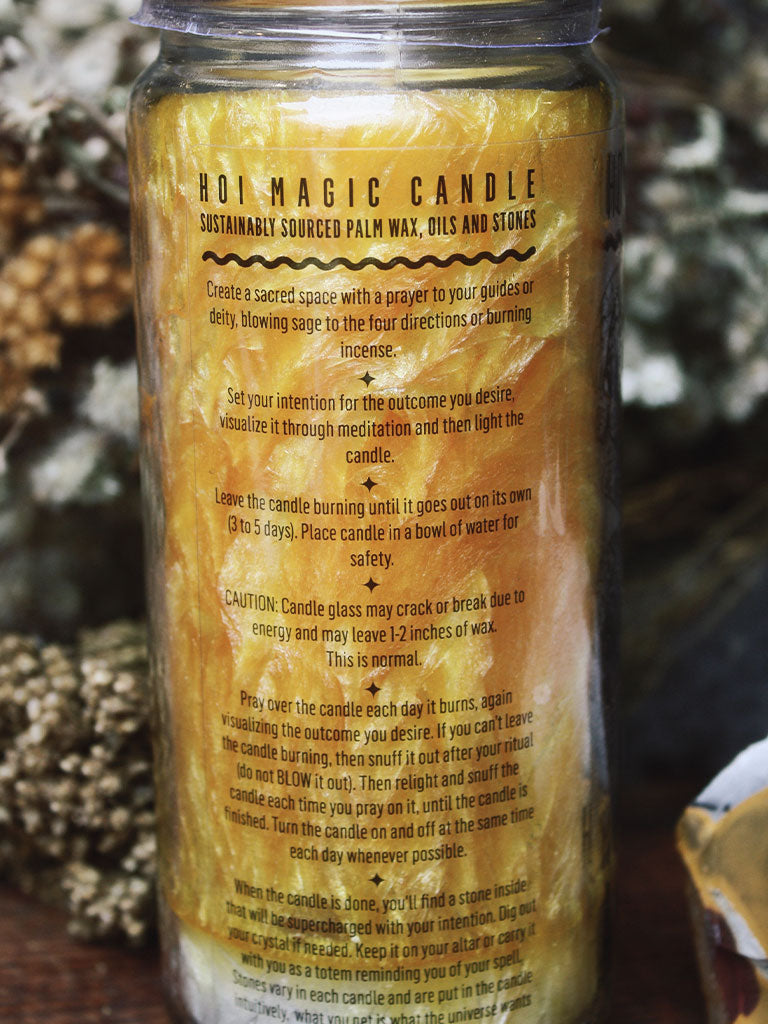 HOI MAGIC CANDLE
SUSTAINABLY SOURCED PALM WAX, OILS AND STONES
Create a sacred space with a prayer to your guides or
deity, blowing sage to the four directions or burning
incense.
Set your intention for the outcome you desire,
visualize it through meditation and then light the
candle.
Leave the candle burning until it goes out on its own
(3 to 5 days). Place candle in a bowl of water for
safety.
CAUTION: Candle glass may crack or break due to
energy and may leave 1-2 inches of wax.
This is normal.
Pray over the candle each day it burns, again
visualizing the outcome you desire. If you can't leave
the candle burning, then snuff it out after your ritual
(do not BLOW it out). Then relight and snuff the
candle each time you pray on it, until the candle is
finished. Turn the candle on and off at the same time
each day whenever possible.
When the candle is done, you'll find a stone inside
that will be supercharged with your intention. Dig out
your crystal if needed. Keep it on your altar or carry it
with you as a totem reminding you of your spell.
Stones vary in each candle and are put in the candle
intuitively, what you get is what the universe wants